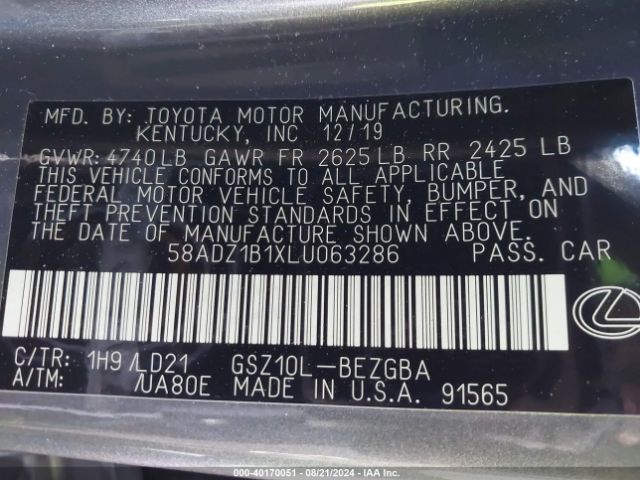 MFD. BY: TOYOTA MOTOR MANUFACTURING.
KENTUCKY, INC 12/19
GVWR: 4740LB GAWR FR 2625LB RR 2425 LB
THIS VEHICLE CONFORMS TO ALL APPLICABLE
FEDERAL MOTOR VEHICLE SAFETY, BUMPER, AND
THEFT PREVENTION STANDARDS IN EFFECT ON
THE DATE OF MANUFACTURE SHOWN ABOVE.
58ADZ1B1XLU063286 PASS. CAR
C/TR: 1H9 /LD21 GSZ10L-BEZGBA
A/TM: /UA80E MADE IN U.S.A. 91565
000-40170051 - 08/21/2024 - IAA Inc.